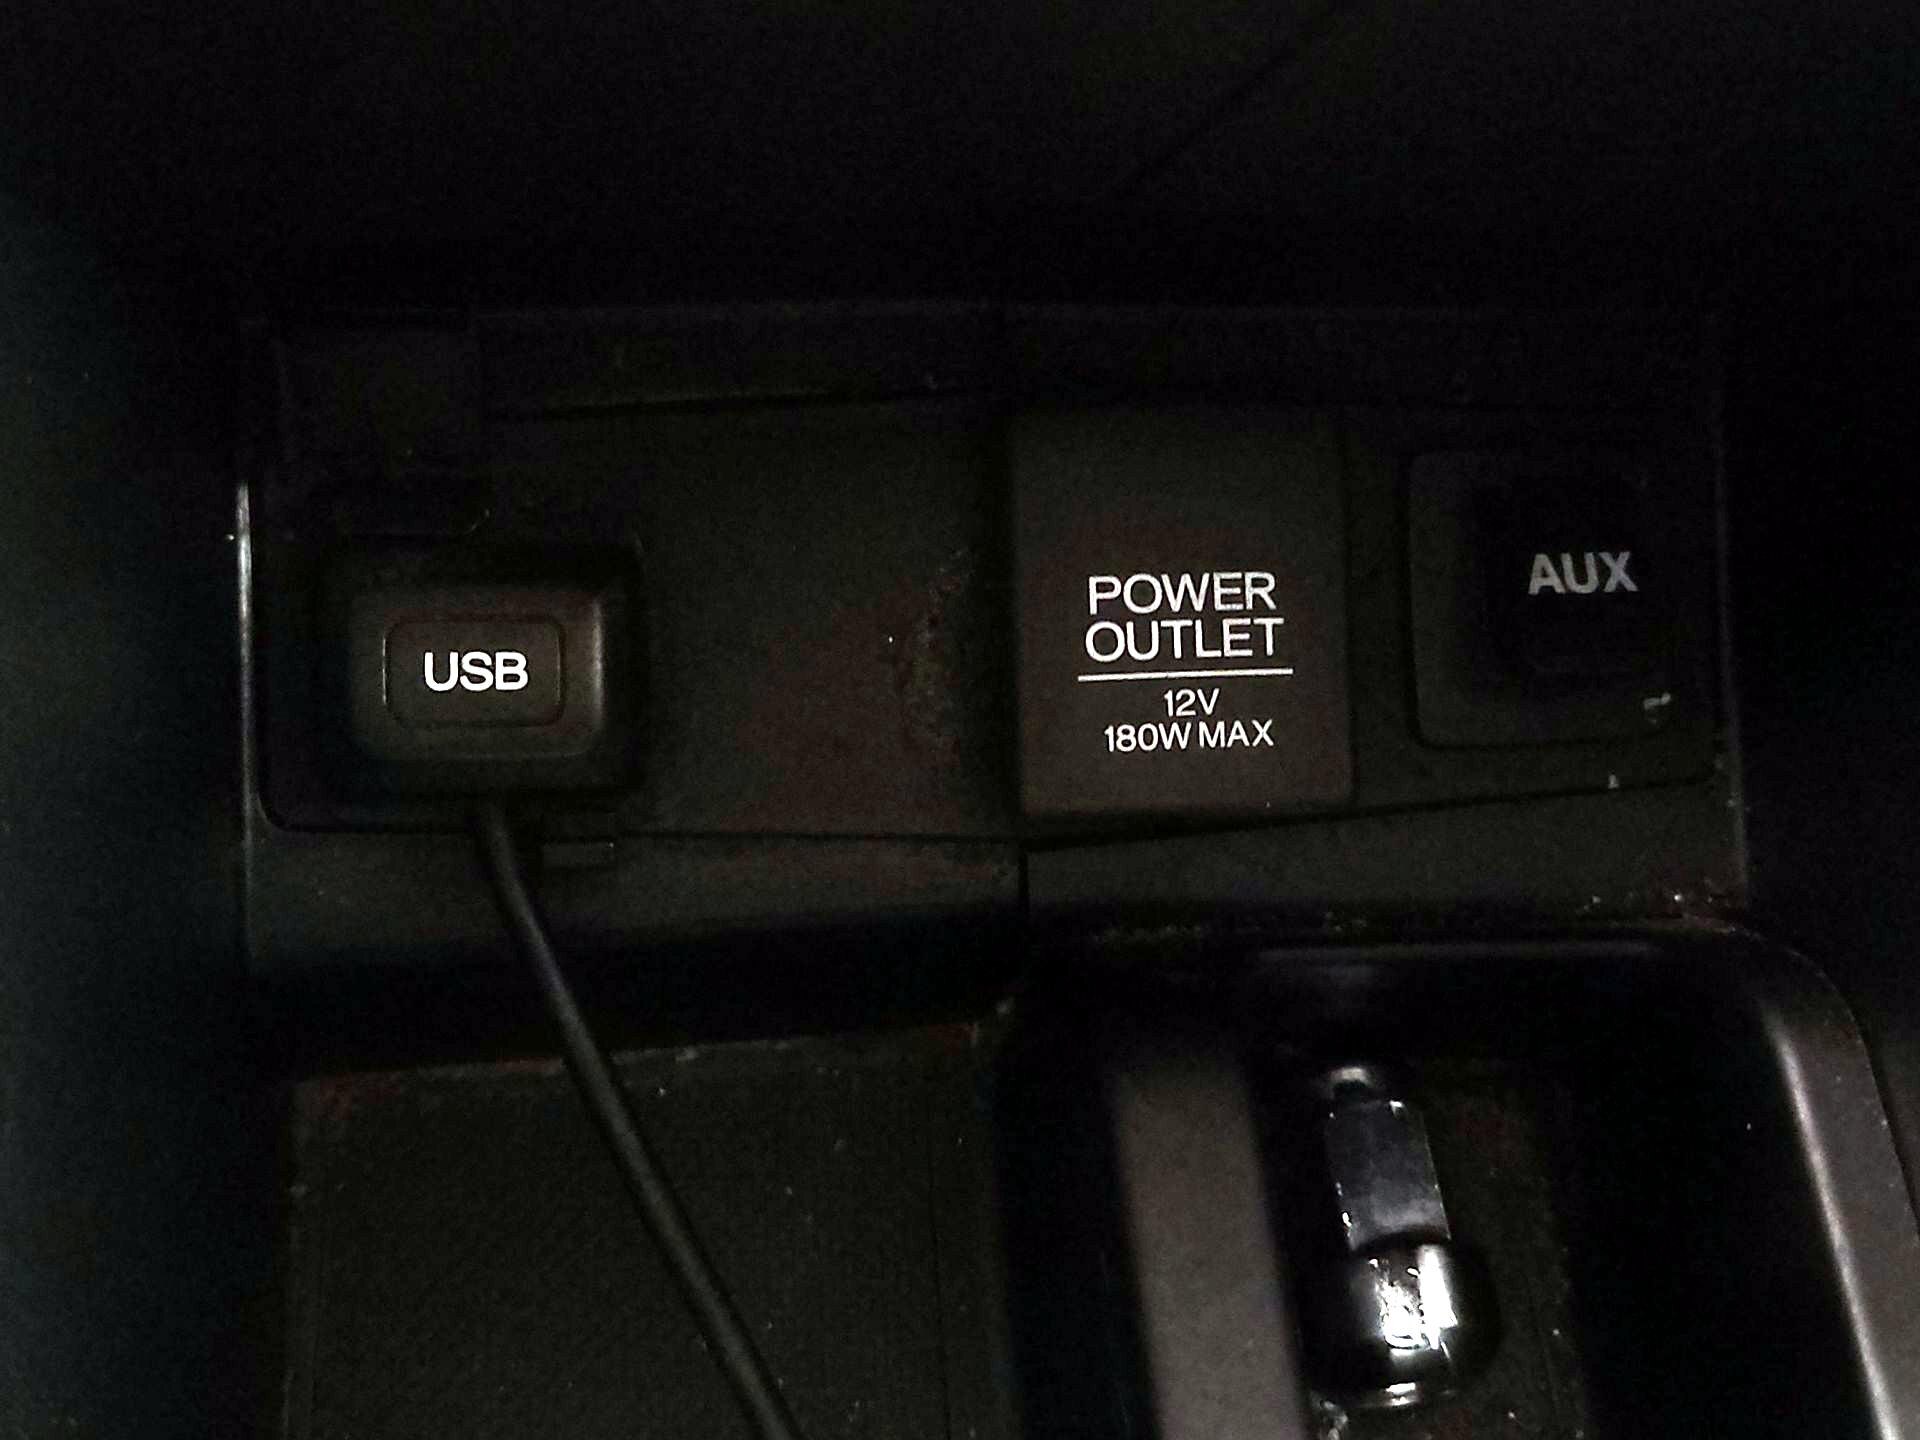 USB
POWER
OUTLET
12V
180W MAX
AUX